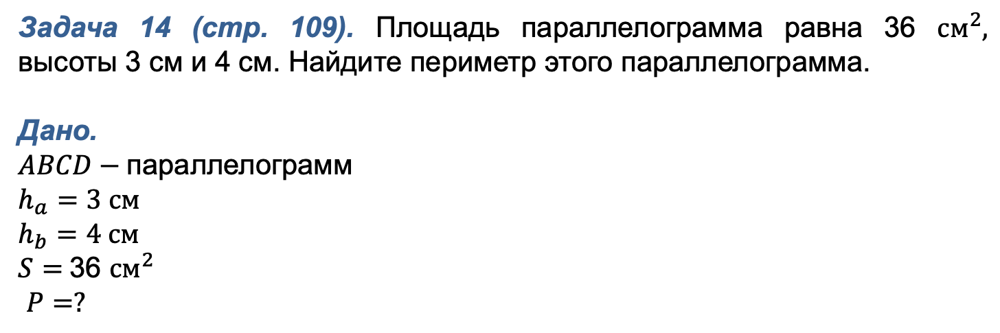 Задача 14 (стр. 109). Площадь параллелограмма равна 36 см²,
высоты 3 см и 4 см. Найдите периметр этого параллелограмма.
Дано.
ABCD – параллелограмм
hₐ = 3 см
h_b = 4 см
S = 36 см²
P =?